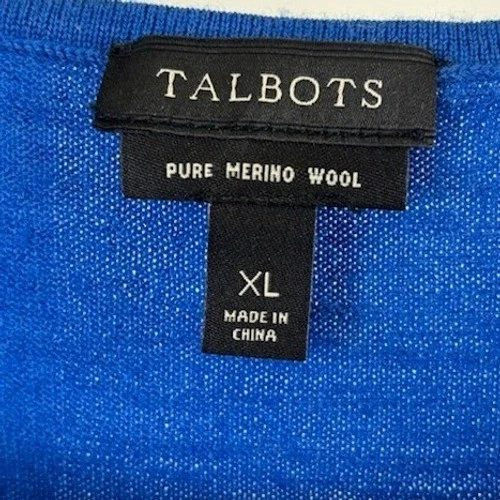 TALBOTS
PURE MERINO WOOL
XL
MADE IN
CHINA